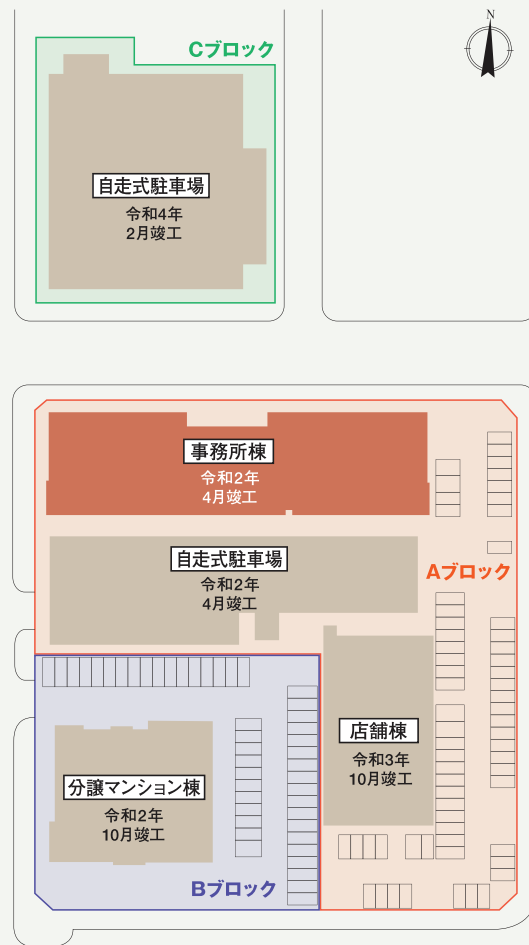 N
Cブロック
自走式駐車場
令和4年
2月竣工
事務所棟
令和2年
4月竣工
自走式駐車場
令和2年
4月竣工
Aブロック
店舗棟
令和3年
10月竣工
分譲マンション棟
令和2年
10月竣工
Bブロック